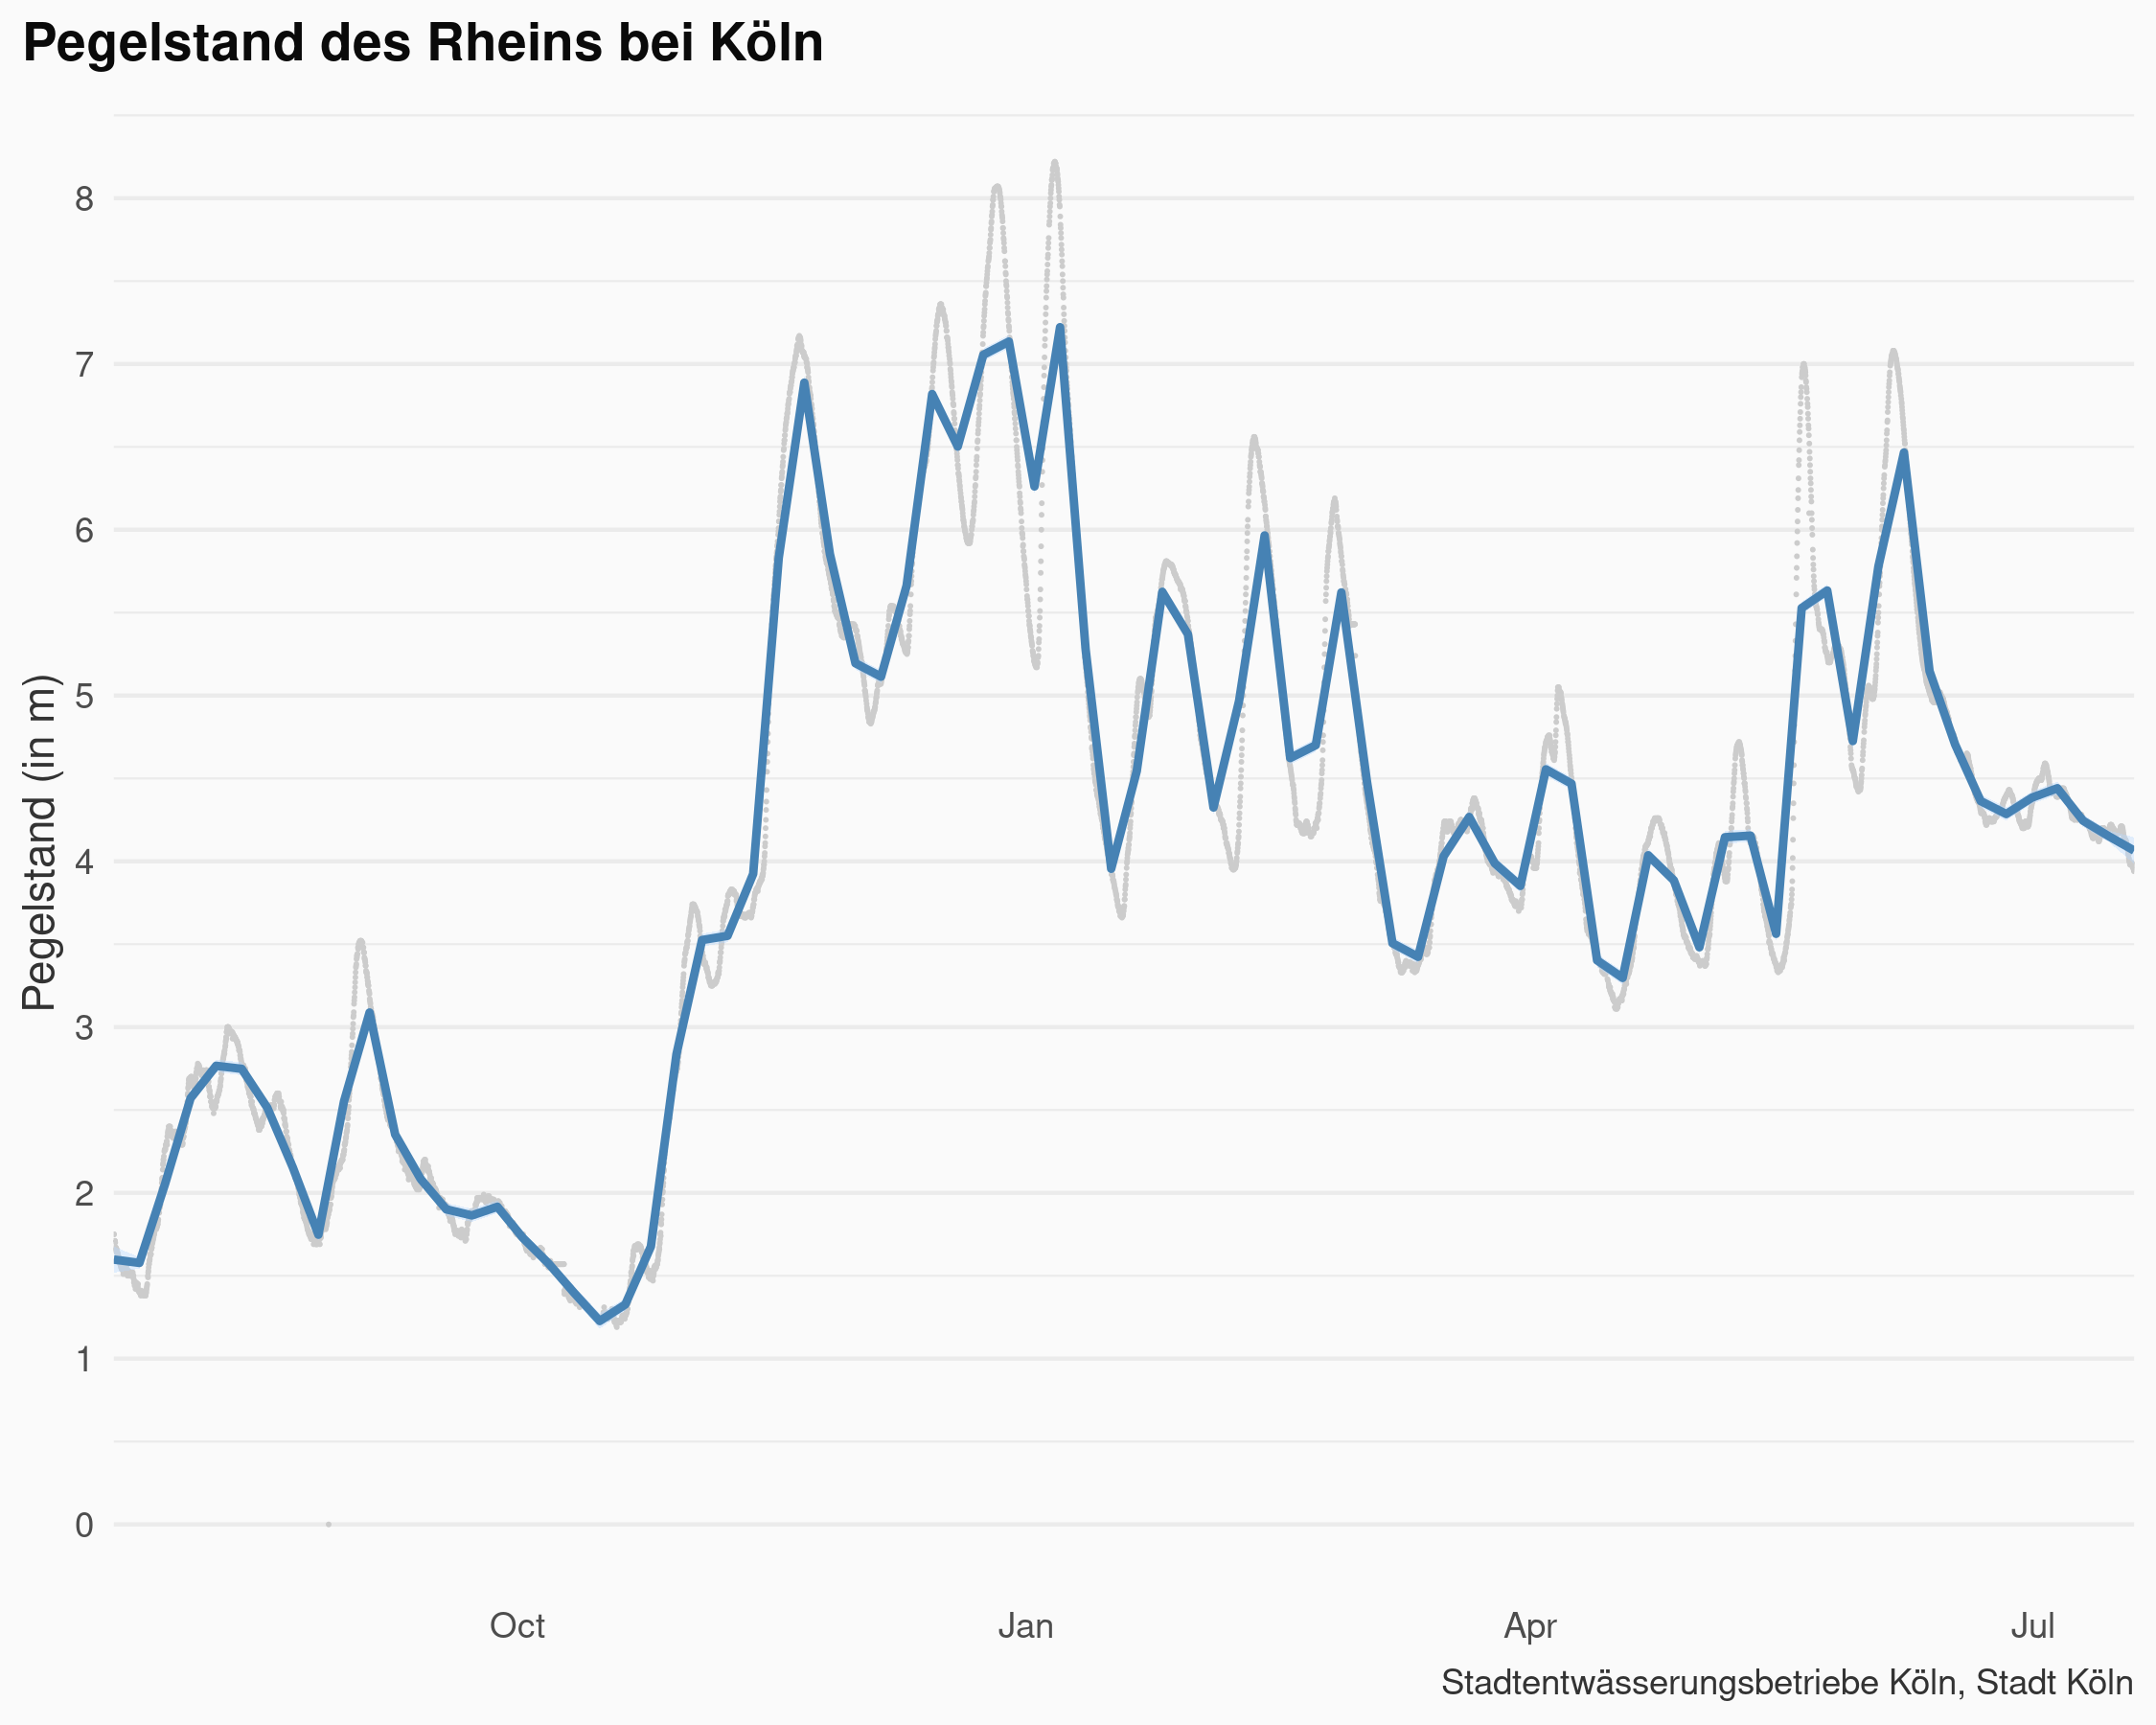 Pegelstand des Rheins bei Köln
Pegelstand (in m)
8
7
6
5
4
3
2
1
0
Oct Jan Apr Jul
Stadtentwässerungsbetriebe Köln, Stadt Köln